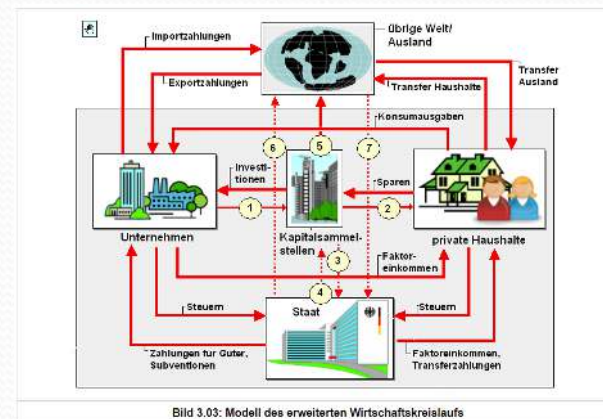 Importzahlungen
übrige Welt/
Ausland
Exportzahlungen
Transfer Haushalte
Transfer
Ausland
Konsumausgaben
6
5
7
Investi-
tionen
Sparen
1
2
Unternehmen
Kapitalsammel-
stellen
private Haushalte
3
Faktor-
einkommen
4
Steuern
Staat
Steuern
Zahlungen fur Guter,
Subventionen
Faktoreinkommen,
Transferzahlungen
Bild 3.03: Modell des erweiterten Wirtschaftskreislaufs